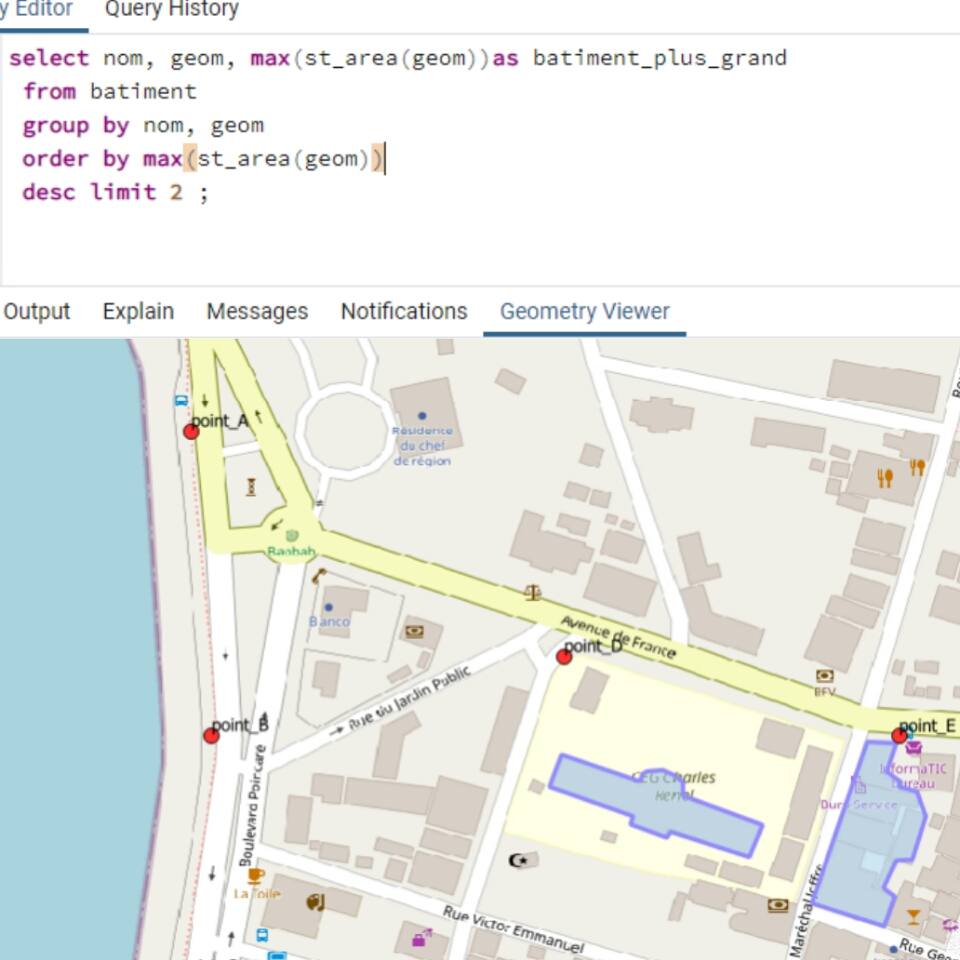 y Editor Query History
select nom, geom, max(st_area(geom))as batiment_plus_grand
from batiment
group by nom, geom
order by max(st_area(geom))
desc limit 2 ;
Output Explain Messages Notifications Geometry Viewer
point_A
Résidence
du chef
de région
Baobab
Banco
Avenue de France
point_D
BFV
Rue du Jardin Public
point_B
point_E
InformaTIC
Bureau
CEG Charles
Duro Service
Boulevard Poincaré
La Toile
Maréchal Joffre
Rue Victor Emmanuel
Rue Geo